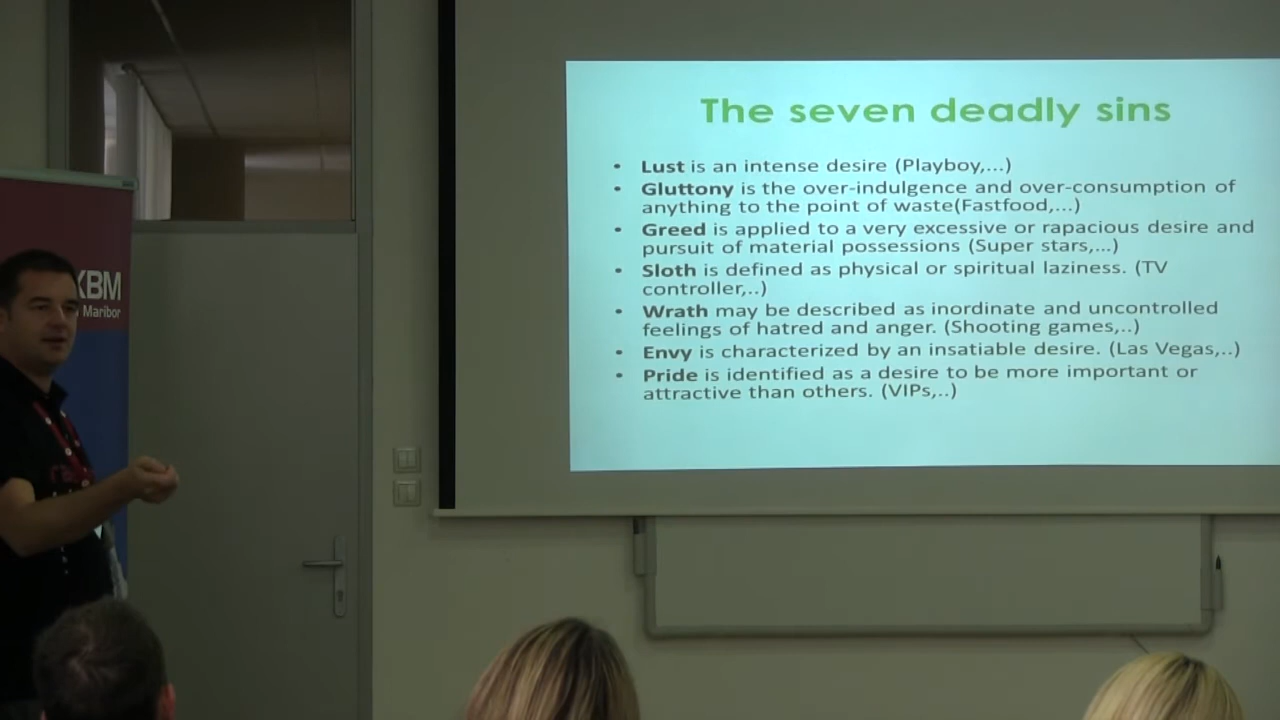 The seven deadly sins
• Lust is an intense desire (Playboy,...)
• Gluttony is the over-indulgence and over-consumption of
anything to the point of waste(Fastfood,...)
• Greed is applied to a very excessive or rapacious desire and
pursuit of material possessions (Super stars,...)
• Sloth is defined as physical or spiritual laziness. (TV
controller,..)
• Wrath may be described as inordinate and uncontrolled
feelings of hatred and anger. (Shooting games,..)
• Envy is characterized by an insatiable desire. (Las Vegas,..)
• Pride is identified as a desire to be more important or
attractive than others. (VIPs,..)
KBM
Maribor